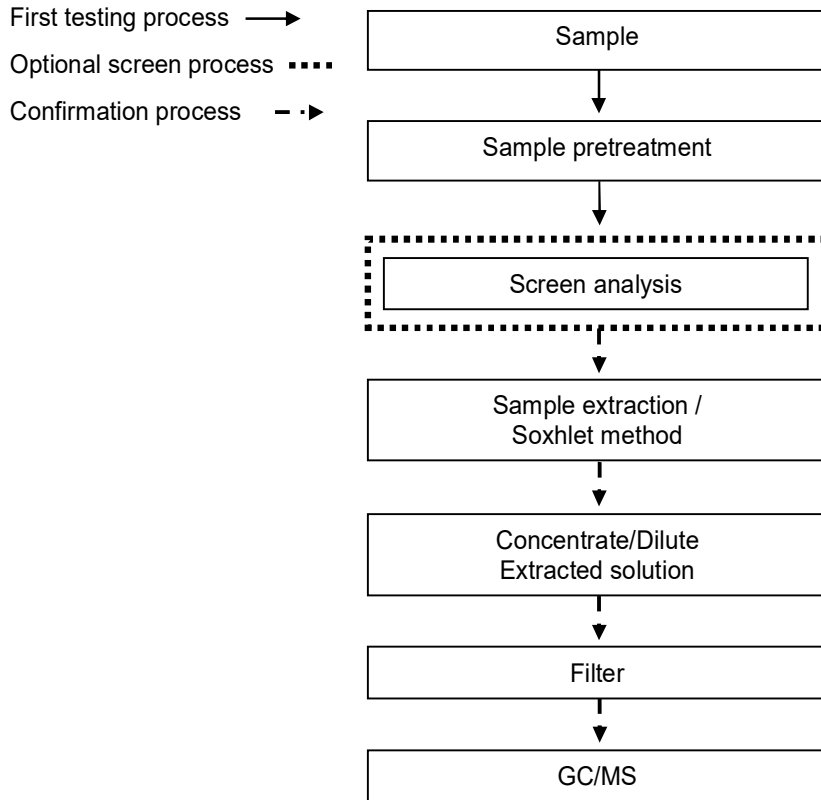 First testing process
Optional screen process
Confirmation process
Sample
Sample pretreatment
Screen analysis
Sample extraction /
Soxhlet method
Concentrate/Dilute
Extracted solution
Filter
GC/MS